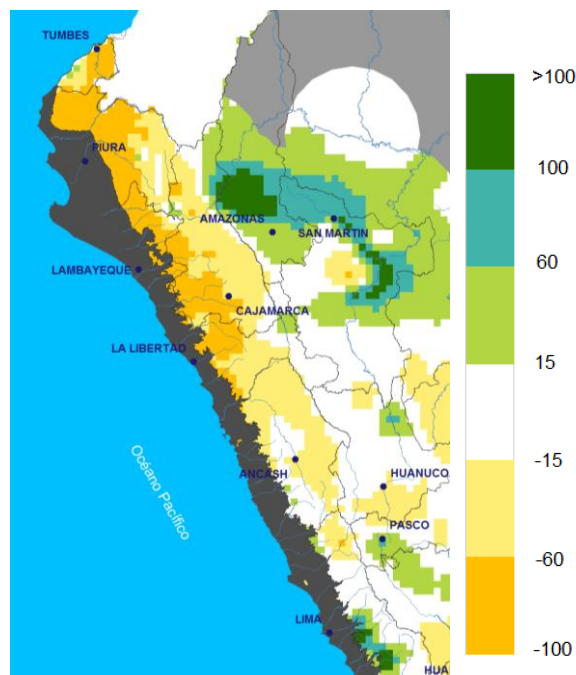 TUMBES
PIURA
AMAZONAS
SAN MARTIN
LAMBAYEQUE
CAJAMARCA
LA LIBERTAD
ANCASH
HUANUCO
PASCO
Océano Pacífico
LIMA
HUA
>100
100
60
15
-15
-60
-100